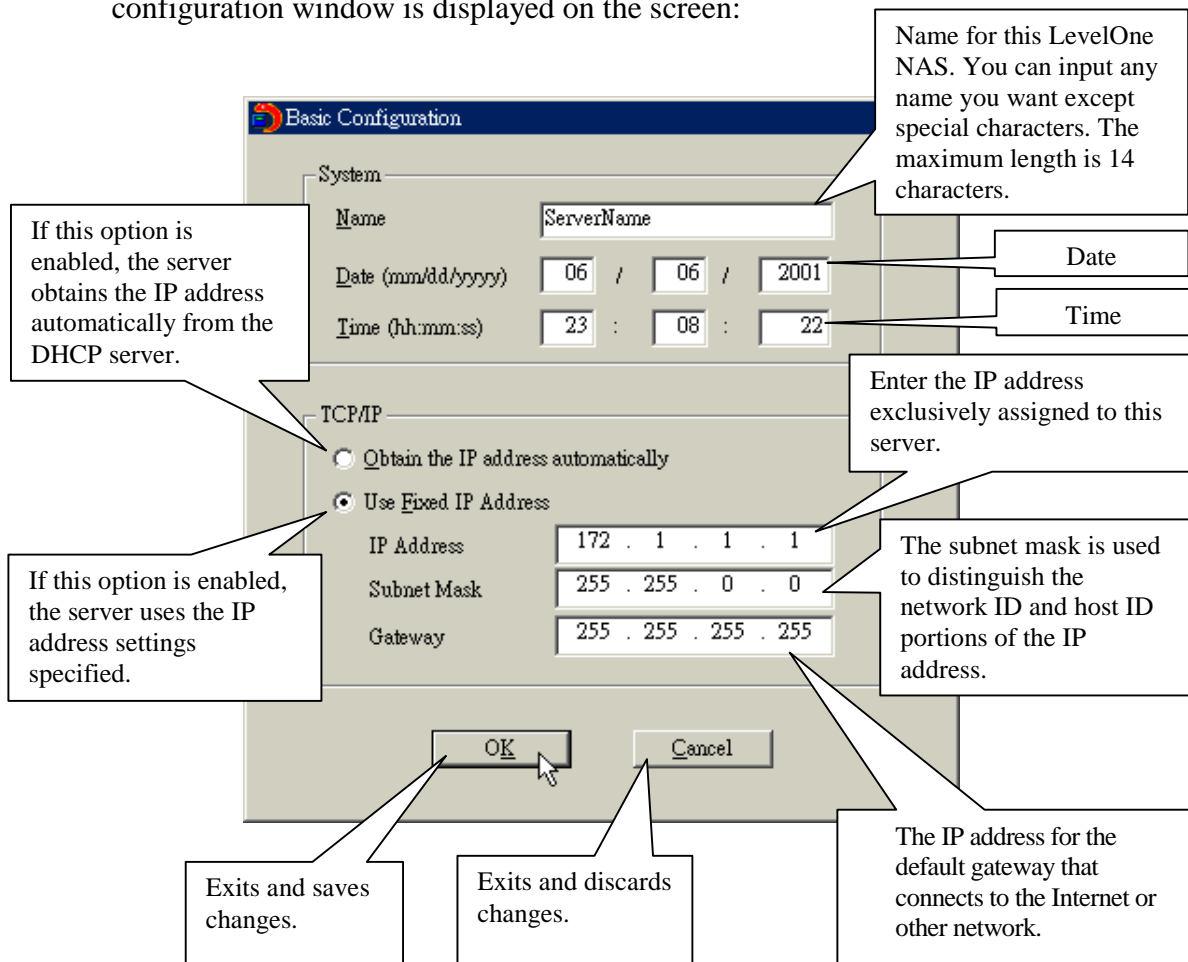 configuration window is displayed on the screen:
Name for this LevelOne
NAS. You can input any
name you want except
special characters. The
maximum length is 14
characters.
Basic Configuration
System
Name
ServerName
If this option is
enabled, the server
obtains the IP address
automatically from the
DHCP server.
Date (mm/dd/yyyy)
06 / 06 / 2001
Date
Time (hh:mm:ss)
23 : 08 : 22
Time
Enter the IP address
exclusively assigned to this
server.
TCP/IP
Obtain the IP address automatically
Use Fixed IP Address
IP Address
172 . 1 . 1 . 1
Subnet Mask
255 . 255 . 0 . 0
Gateway
255 . 255 . 255 . 255
The subnet mask is used
to distinguish the
network ID and host ID
portions of the IP
address.
If this option is enabled,
the server uses the IP
address settings
specified.
OK
Cancel
Exits and saves
changes.
Exits and discards
changes.
The IP address for the
default gateway that
connects to the Internet or
other network.